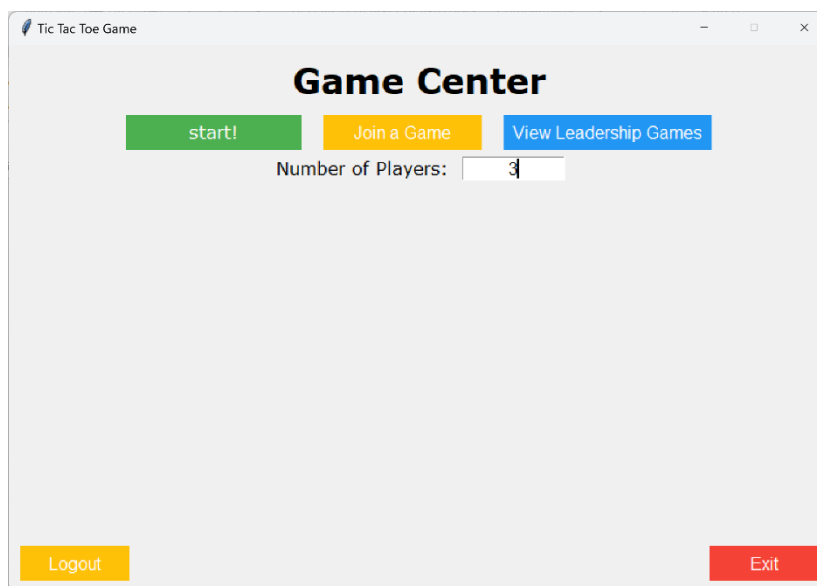 Tic Tac Toe Game
Game Center
start! Join a Game View Leadership Games
Number of Players: 3
Logout Exit